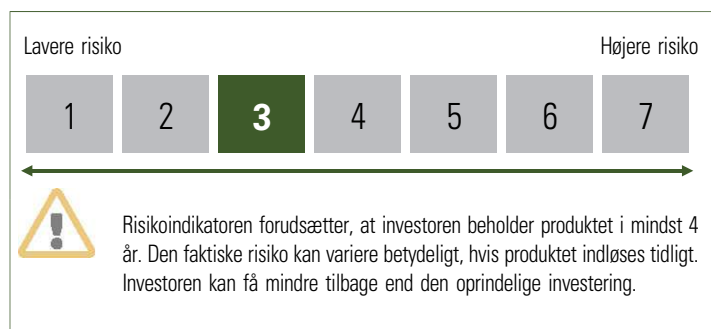 Lavere risiko Højere risiko
1 2 3 4 5 6 7
Risikoindikatoren forudsætter, at investoren beholder produktet i mindst 4
år. Den faktiske risiko kan variere betydeligt, hvis produktet indløses tidligt.
Investoren kan få mindre tilbage end den oprindelige investering.